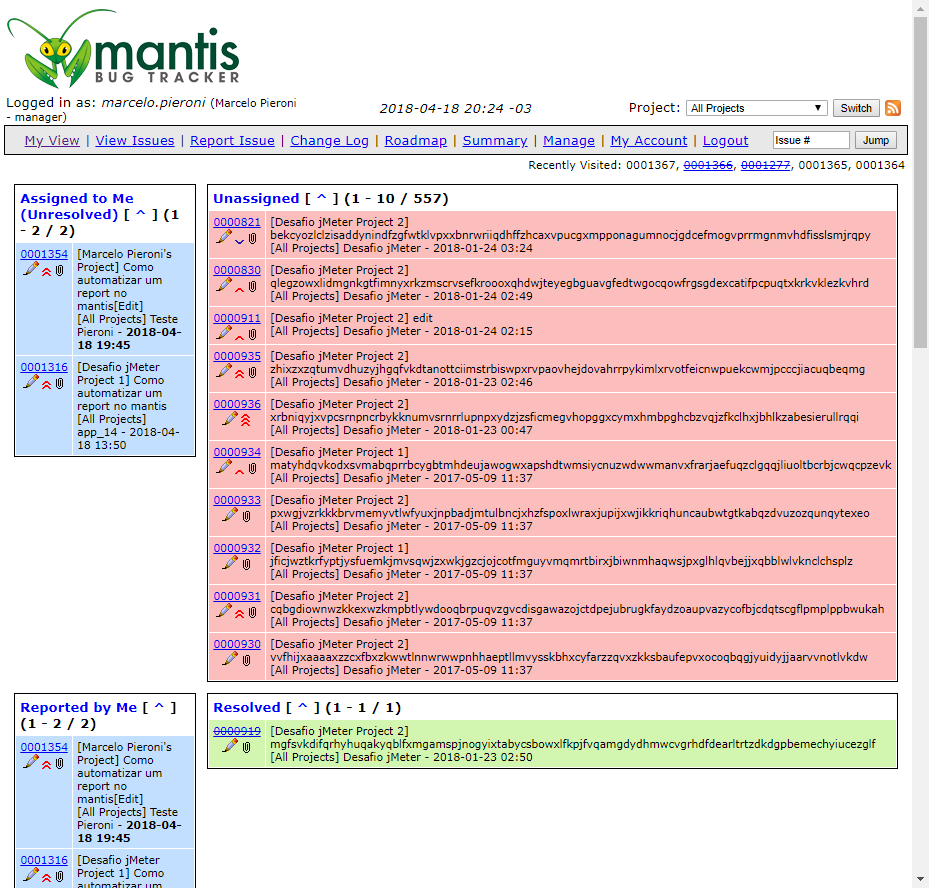 mantis
BUG TRACKER
Logged in as: marcelo.pieroni (Marcelo Pieroni - manager)
2018-04-18 20:24 -03
Project: All Projects Switch
My View | View Issues | Report Issue | Change Log | Roadmap | Summary | Manage | My Account | Logout Issue # Jump
Recently Visited: 0001367, 0001366, 0001277, 0001365, 0001364
Assigned to Me
(Unresolved) [ ^ ] (1
- 2 / 2)
0001354
[Marcelo Pieroni's
Project] Como
automatizar um
report no
mantis[Edit]
[All Projects] Teste
Pieroni - 2018-04-
18 19:45
0001316
[Desafio jMeter
Project 1] Como
automatizar um
report no mantis
[All Projects]
app_14 - 2018-04-
18 13:50
Unassigned [ ^ ] (1 - 10 / 557)
0000821
[Desafio jMeter Project 2]
bekcyozlclzisaddynindfzgfwtklvpxxbnrwriiqdhffzhcaxvpucgxmpponagumnocjgdcefmogvprrmgnmvhdfisslsmjrqpy
[All Projects] Desafio jMeter - 2018-01-24 03:24
0000830
[Desafio jMeter Project 2]
qlegzowxlidmgnkgtfimnyxrkzmscrvsefkroooxqhdwjteyegbguavgfedtwgocqowfrgsgdexcatifpcpuqtxkrkvklezkvhrd
[All Projects] Desafio jMeter - 2018-01-24 02:49
0000911
[Desafio jMeter Project 2] edit
[All Projects] Desafio jMeter - 2018-01-24 02:15
0000935
[Desafio jMeter Project 2]
zhixzxzqtumvdhuzyjhgqfvkdtanottciimstrbiswpxrvpaovhejdovahrrpykimlxrvotfeicnwpuekcwmjpcccjiacuqbeqmg
[All Projects] Desafio jMeter - 2018-01-23 02:46
0000936
[Desafio jMeter Project 2]
xrbniqyjxvpcsrnpncrbykknumvsrnrrlupnpxydzjzsficmegvhopggxcymxhmbpghcbzvqjzfkclhxjbhlkzabesierullrqqi
[All Projects] Desafio jMeter - 2018-01-23 00:47
0000934
[Desafio jMeter Project 1]
matyhdqvkodxsvmabqprrbcygbtmhdeujawogwxapshdtwmsiycnuzwdwwmanvxfrarjaefuqzclgqqjliuoltbcrbjcwqcpzevk
[All Projects] Desafio jMeter - 2017-05-09 11:37
0000933
[Desafio jMeter Project 2]
pxwgjvzrkkkbrvmemyvtlwfyuxjnpbadjmtulbncjxhzfspoxlwraxjupijxwjikkriqhuncaubwtgtkabqzdvuzozqunqytexeo
[All Projects] Desafio jMeter - 2017-05-09 11:37
0000932
[Desafio jMeter Project 1]
jficjwztkrfyptjysfuemkjmvsqwjzxwkjgzcjojcotfmguyvmqmrtbirxjbiwnmhaqwsjpxglhlqvbejjxqbblwlvknclchsplz
[All Projects] Desafio jMeter - 2017-05-09 11:37
0000931
[Desafio jMeter Project 2]
cqbgdiownwzkkexwzkmpbtlywdooqbrpuqvzgvcdisgawazojctdpejubrugkfaydzoaupvazycofbjcdqtscgflpmplppbwukah
[All Projects] Desafio jMeter - 2017-05-09 11:37
0000930
[Desafio jMeter Project 2]
vvfhijxaaaaxzzcxfbxzkwwtlnnwrwwpnhhaeptllmvysskbhxcyfarzzqvxzkksbaufepvxocoqbqgjyuidyjjaarvvnotlvkdw
[All Projects] Desafio jMeter - 2017-05-09 11:37
Reported by Me [ ^ ]
(1 - 2 / 2)
0001354
[Marcelo Pieroni's
Project] Como
automatizar um
report no
mantis[Edit]
[All Projects] Teste
Pieroni - 2018-04-
18 19:45
0001316
[Desafio jMeter
Project 1] Como
automatizar um
Resolved [ ^ ] (1 - 1 / 1)
0000919
[Desafio jMeter Project 2]
mgfsvkdifqrhyhuqakyqblfxmgamspjnogyixtabycsbowxlfkpjfvqamgdydhmwcvgrhdfdearltrtzdkdgpbemechyiucezglf
[All Projects] Desafio jMeter - 2018-01-23 02:50